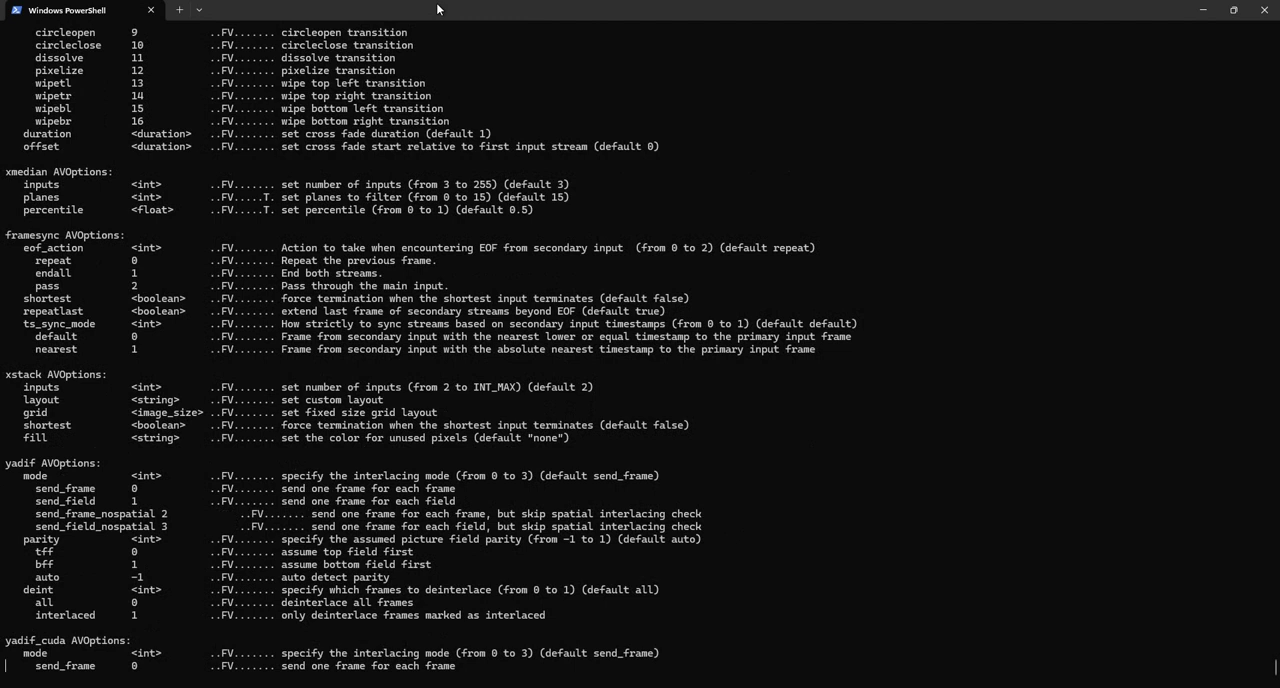 Windows PowerShell
circleopen 9 ..FV....... circleopen transition
circleclose 10 ..FV....... circleclose transition
dissolve 11 ..FV....... dissolve transition
pixelize 12 ..FV....... pixelize transition
wipetl 13 ..FV....... wipe top left transition
wipetr 14 ..FV....... wipe top right transition
wipebl 15 ..FV....... wipe bottom left transition
wipebr 16 ..FV....... wipe bottom right transition
duration <duration> ..FV....... set cross fade duration (default 1)
offset <duration> ..FV....... set cross fade start relative to first input stream (default 0)
xmedian AVOptions:
inputs <int> ..FV....... set number of inputs (from 3 to 255) (default 3)
planes <int> ..FV.....T. set planes to filter (from 0 to 15) (default 15)
percentile <float> ..FV.....T. set percentile (from 0 to 1) (default 0.5)
framesync AVOptions:
eof_action <int> ..FV....... Action to take when encountering EOF from secondary input  (from 0 to 2) (default repeat)
repeat 0 ..FV....... Repeat the previous frame.
endall 1 ..FV....... End both streams.
pass 2 ..FV....... Pass through the main input.
shortest <boolean> ..FV....... force termination when the shortest input terminates (default false)
repeatlast <boolean> ..FV....... extend last frame of secondary streams beyond EOF (default true)
ts_sync_mode <int> ..FV....... How strictly to sync streams based on secondary input timestamps (from 0 to 1) (default default)
default 0 ..FV....... Frame from secondary input with the nearest lower or equal timestamp to the primary input frame
nearest 1 ..FV....... Frame from secondary input with the absolute nearest timestamp to the primary input frame
xstack AVOptions:
inputs <int> ..FV....... set number of inputs (from 2 to INT_MAX) (default 2)
layout <string> ..FV....... set custom layout
grid <image_size> ..FV....... set fixed size grid layout
shortest <boolean> ..FV....... force termination when the shortest input terminates (default false)
fill <string> ..FV....... set the color for unused pixels (default "none")
yadif AVOptions:
mode <int> ..FV....... specify the interlacing mode (from 0 to 3) (default send_frame)
send_frame 0 ..FV....... send one frame for each frame
send_field 1 ..FV....... send one frame for each field
send_frame_nospatial 2 ..FV....... send one frame for each frame, but skip spatial interlacing check
send_field_nospatial 3 ..FV....... send one frame for each field, but skip spatial interlacing check
parity <int> ..FV....... specify the assumed picture field parity (from -1 to 1) (default auto)
tff 0 ..FV....... assume top field first
bff 1 ..FV....... assume bottom field first
auto -1 ..FV....... auto detect parity
deint <int> ..FV....... specify which frames to deinterlace (from 0 to 1) (default all)
all 0 ..FV....... deinterlace all frames
interlaced 1 ..FV....... only deinterlace frames marked as interlaced
yadif_cuda AVOptions:
mode <int> ..FV....... specify the interlacing mode (from 0 to 3) (default send_frame)
send_frame 0 ..FV....... send one frame for each frame